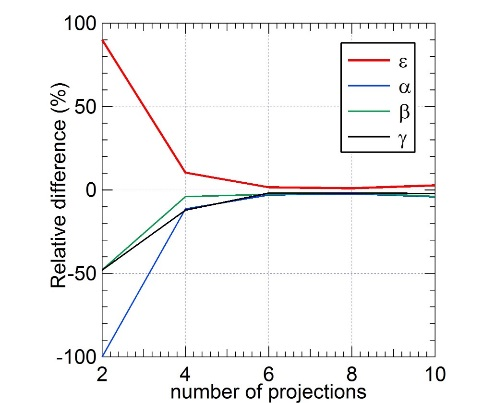 100
50
0
-50
-100
Relative difference (%)
ε
α
β
γ
2 4 6 8 10
number of projections